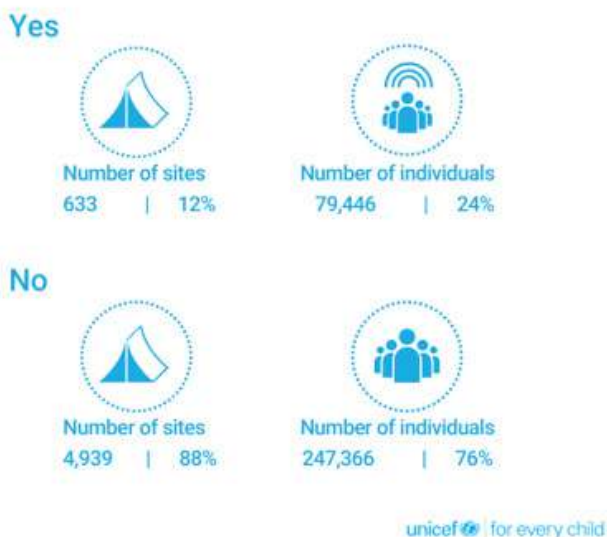 Yes
Number of sites
633 | 12%
Number of individuals
79,446 | 24%
No
Number of sites
4,939 | 88%
Number of individuals
247,366 | 76%
unicef | for every child